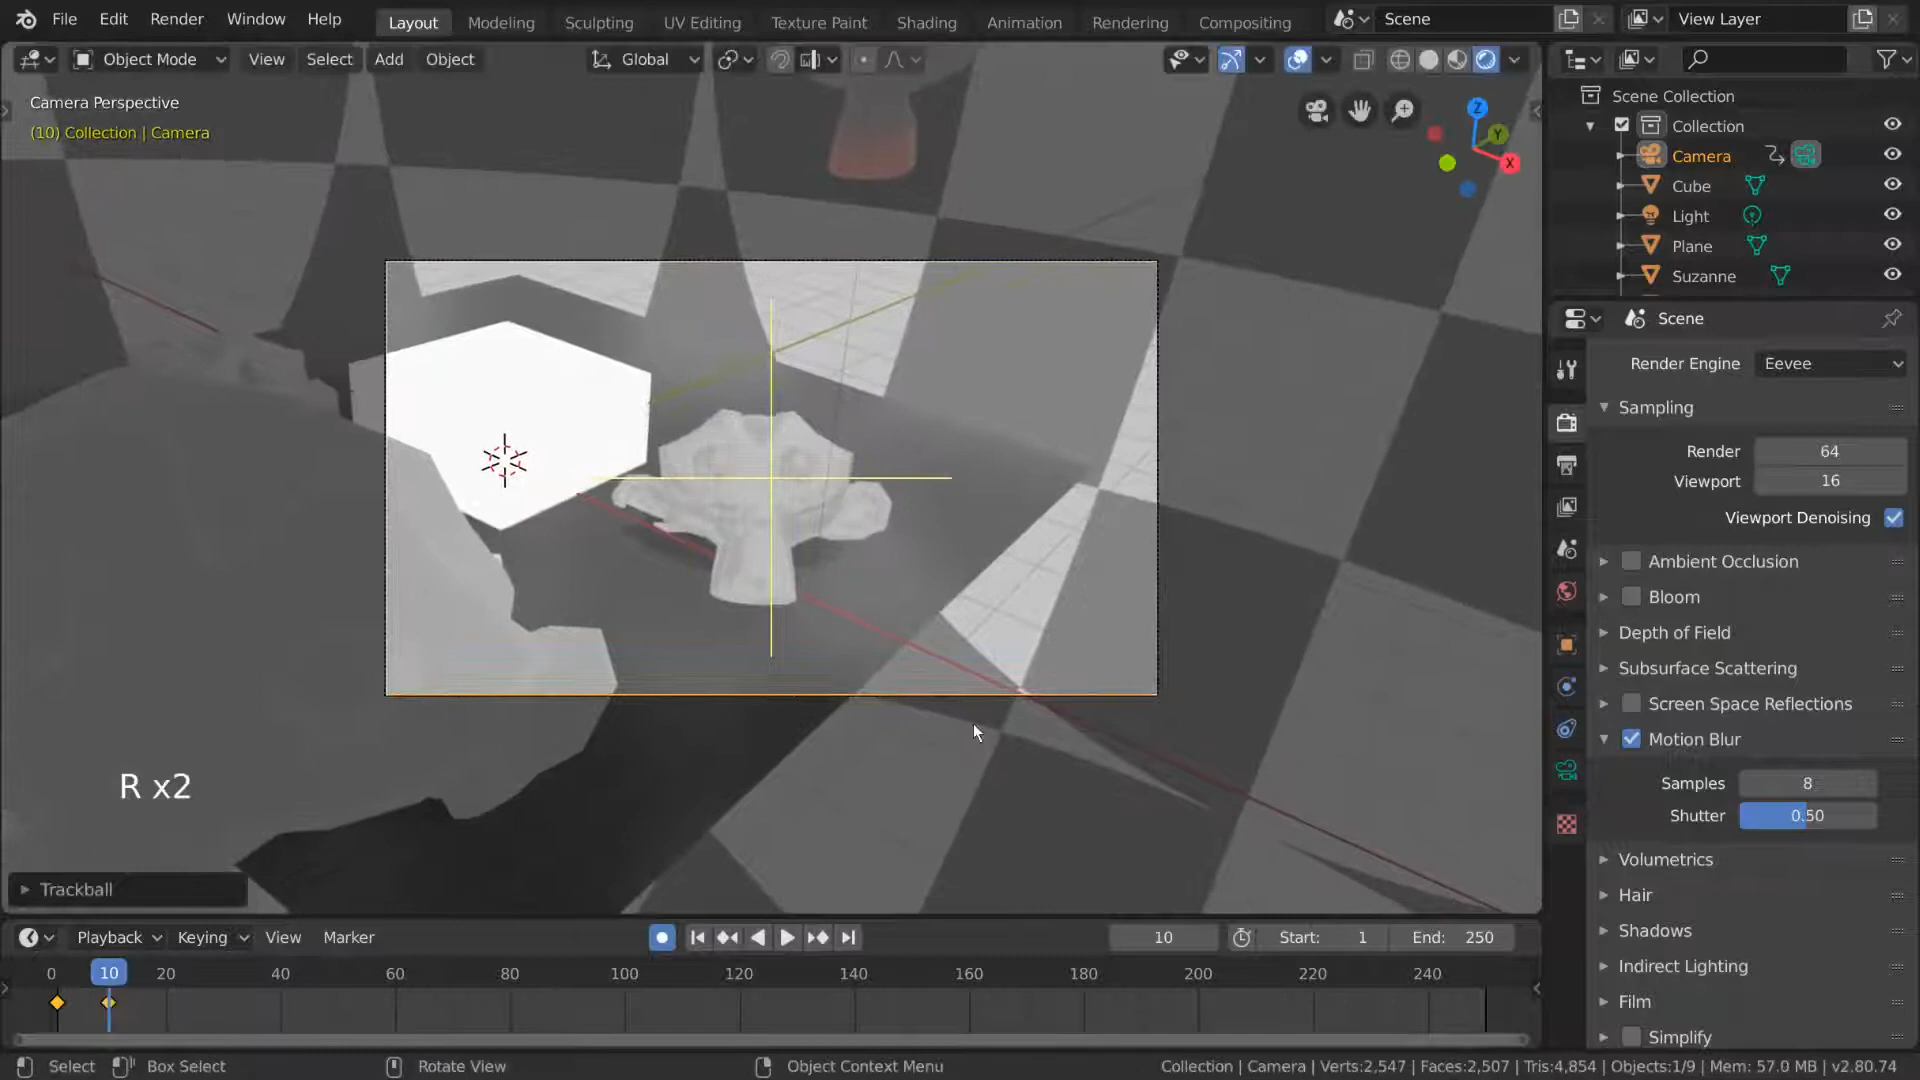 File Edit Render Window Help Layout Modeling Sculpting UV Editing Texture Paint Shading Animation Rendering Compositing Scene View Layer
Object Mode View Select Add Object Global
Camera Perspective
(10) Collection | Camera
Z
Y
X
Scene Collection
Collection
Camera
Cube
Light
Plane
Suzanne
Scene
Render Engine Eevee
Sampling
Render 64
Viewport 16
Viewport Denoising
Ambient Occlusion
Bloom
Depth of Field
Subsurface Scattering
Screen Space Reflections
Motion Blur
Samples 8
Shutter 0.50
Volumetrics
Hair
Shadows
Indirect Lighting
Film
Simplify
R x2
Trackball
Playback Keying View Marker 10 Start: 1 End: 250
0 10 20 40 60 80 100 120 140 160 180 200 220 240
Select Box Select Rotate View Object Context Menu Collection | Camera | Verts:2,547 | Faces:2,507 | Tris:4,854 | Objects:1/9 | Mem: 57.0 MB | v2.80.74